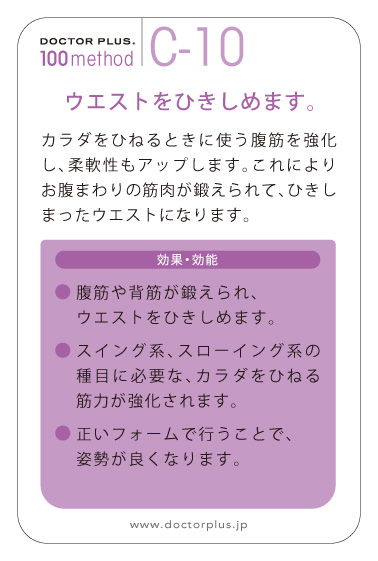 DOCTOR PLUS.
100method
C-10
ウエストをひきしめます。
カラダをひねるときに使う腹筋を強化
し、柔軟性もアップします。これにより
お腹まわりの筋肉が鍛えられて、ひきし
まったウエストになります。
効果・効能
● 腹筋や背筋が鍛えられ、
ウエストをひきしめます。
● スイング系、スローイング系の
種目に必要な、カラダをひねる
筋力が強化されます。
● 正いフォームで行うことで、
姿勢が良くなります。
www.doctorplus.jp